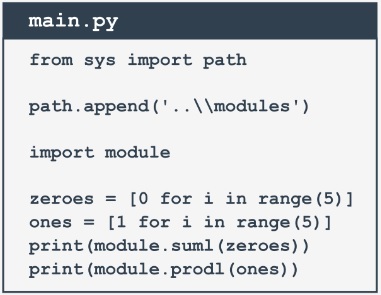 main.py
from sys import path
path.append('..\\modules')
import module
zeroes = [0 for i in range(5)]
ones = [1 for i in range(5)]
print(module.suml(zeroes))
print(module.prodl(ones))